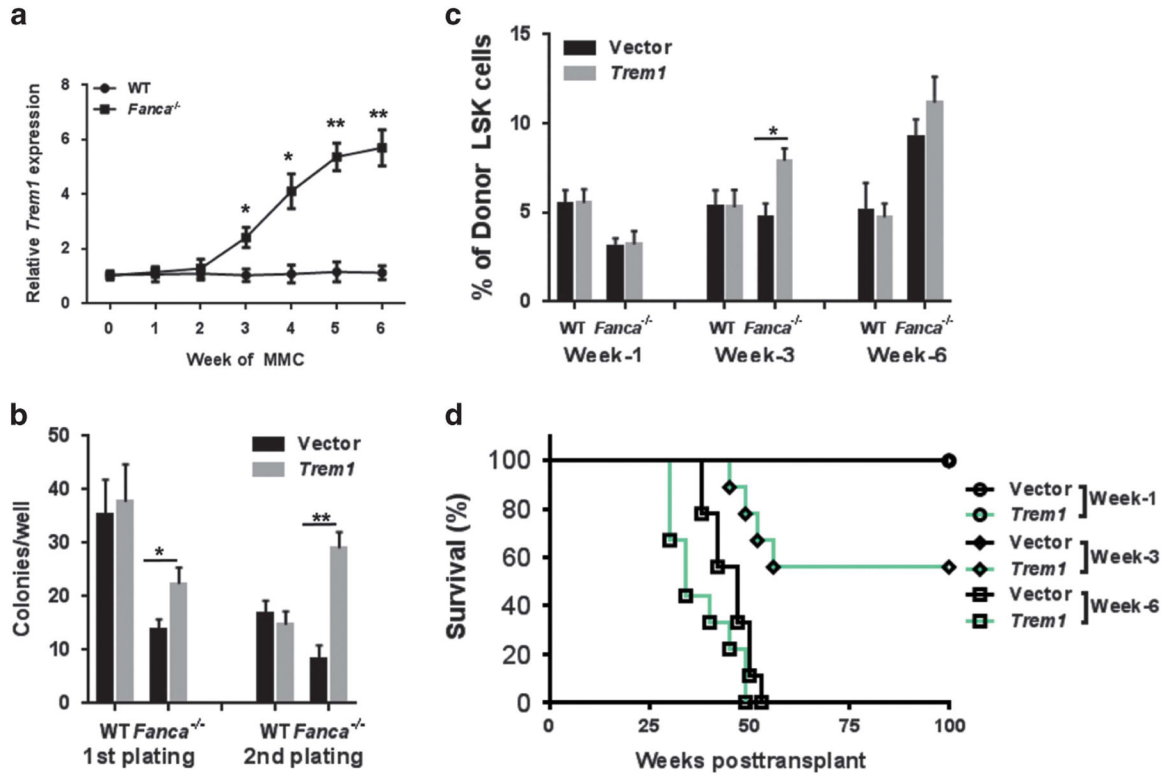 a
Relative Trem1 expression
8
6
4
2
0
WT
Fanca-/-
*
*
**
**
0 1 2 3 4 5 6
Week of MMC
b
Colonies/well
50
40
30
20
10
0
Vector
Trem1
*
**
WT Fanca-/- WT Fanca-/-
1st plating 2nd plating
c
% of Donor LSK cells
15
10
5
0
Vector
Trem1
*
WT Fanca-/- WT Fanca-/- WT Fanca-/-
Week-1 Week-3 Week-6
d
Survival (%)
100
80
60
40
20
0
0 25 50 75 100
Weeks posttransplant
Vector
Trem1
Week-1
Vector
Trem1
Week-3
Vector
Trem1
Week-6